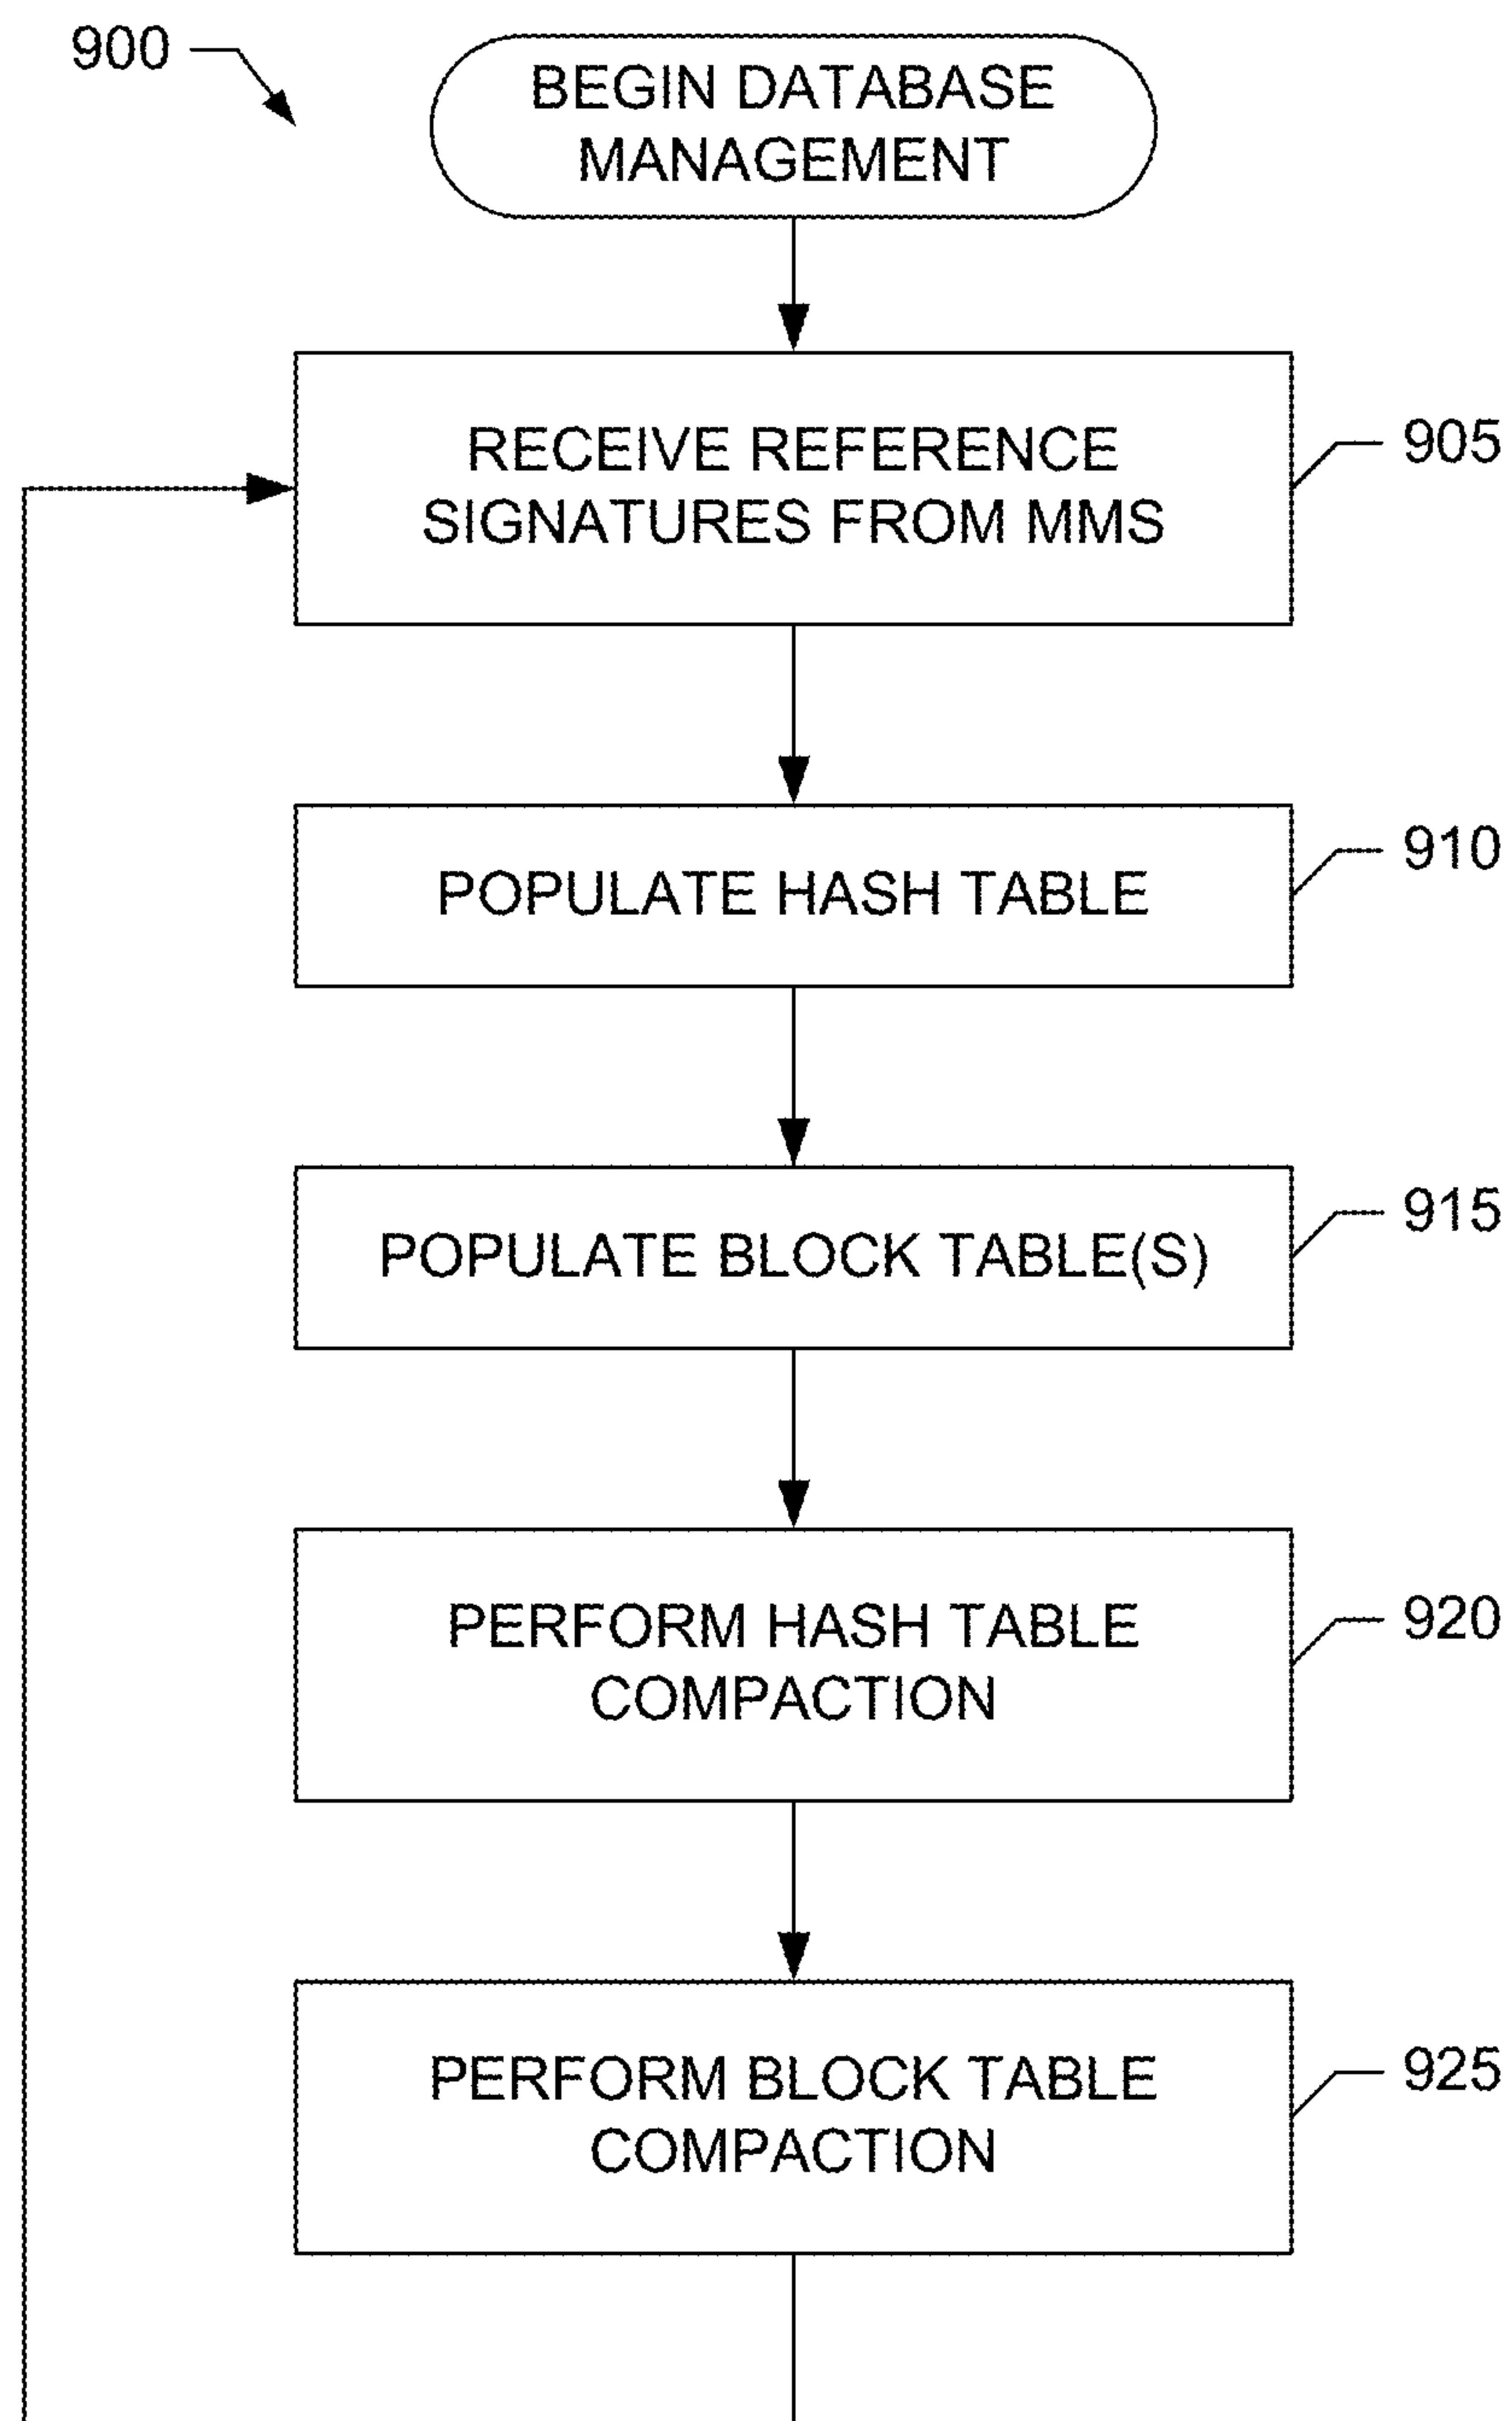 900
BEGIN DATABASE
MANAGEMENT
RECEIVE REFERENCE
SIGNATURES FROM MMS
905
POPULATE HASH TABLE
910
POPULATE BLOCK TABLE(S)
915
PERFORM HASH TABLE
COMPACTION
920
PERFORM BLOCK TABLE
COMPACTION
925